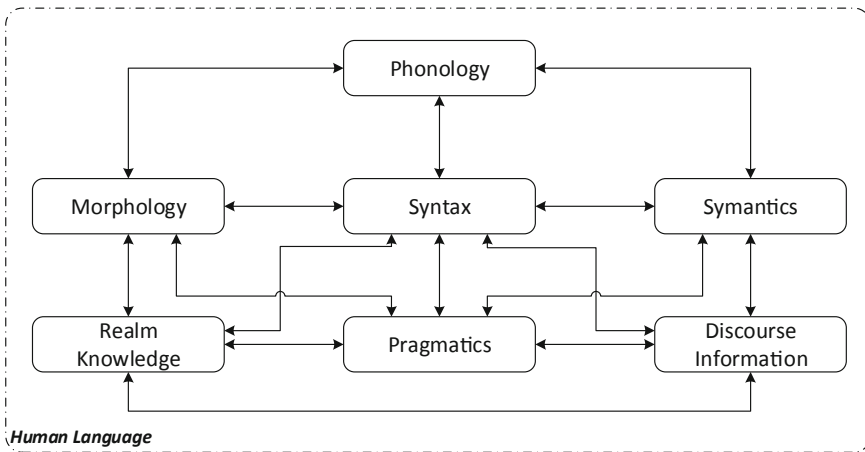 Phonology
Morphology
Syntax
Symantics
Realm
Knowledge
Pragmatics
Discourse
Information
Human Language